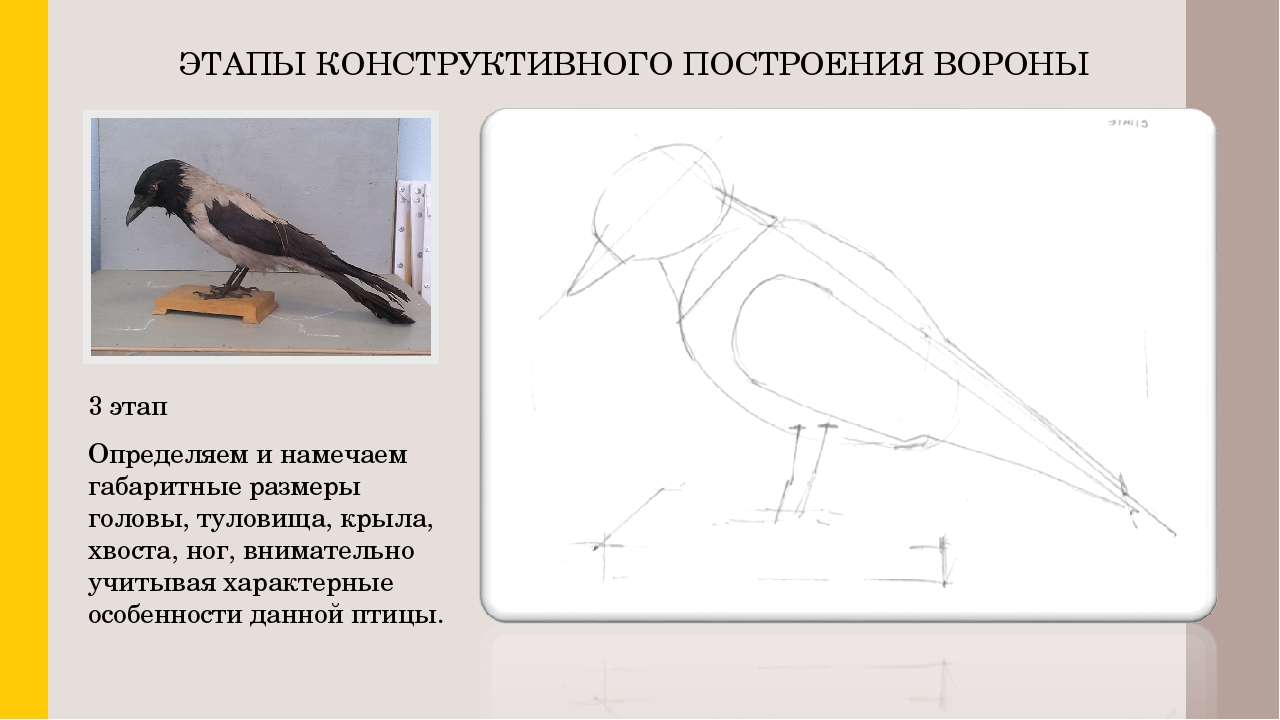 ЭТАПЫ КОНСТРУКТИВНОГО ПОСТРОЕНИЯ ВОРОНЫ
3 этап
Определяем и намечаем
габаритные размеры
головы, туловища, крыла,
хвоста, ног, внимательно
учитывая характерные
особенности данной птицы.